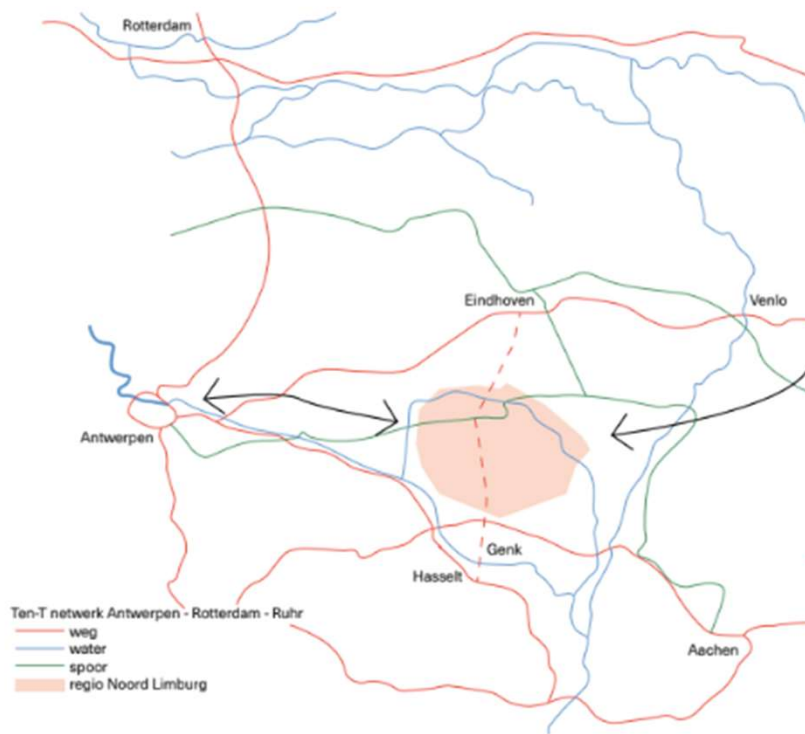 Rotterdam
Eindhoven
Venlo
Antwerpen
Genk
Hasselt
Aachen
Ten-T netwerk Antwerpen - Rotterdam - Ruhr
weg
water
spoor
regio Noord Limburg